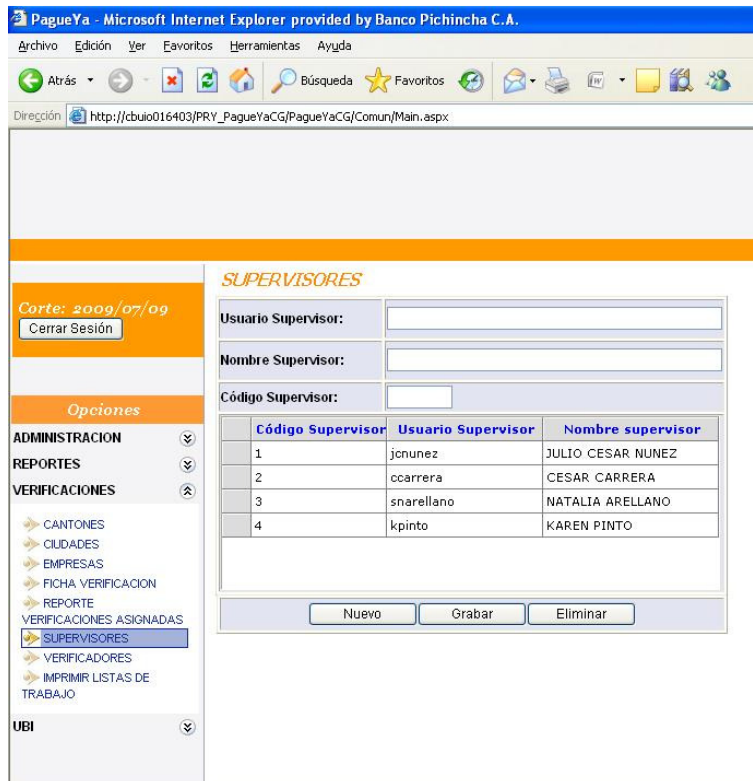 PagueYa - Microsoft Internet Explorer provided by Banco Pichincha C.A.
Archivo Edición Ver Favoritos Herramientas Ayuda
Atrás Búsqueda Favoritos
Dirección http://cbuio016403/PRY_PagueYaCG/PagueYaCG/Comun/Main.aspx
Corte: 2009/07/09
Cerrar Sesión
Opciones
ADMINISTRACION
REPORTES
VERIFICACIONES
CANTONES
CIUDADES
EMPRESAS
FICHA VERIFICACION
REPORTE
VERIFICACIONES ASIGNADAS
SUPERVISORES
VERIFICADORES
IMPRIMIR LISTAS DE
TRABAJO
UBI
SUPERVISORES
Usuario Supervisor:
Nombre Supervisor:
Código Supervisor:
Código Supervisor Usuario Supervisor Nombre supervisor
1 jcnunez JULIO CESAR NUNEZ
2 ccarrera CESAR CARRERA
3 snarellano NATALIA ARELLANO
4 kpinto KAREN PINTO
Nuevo Grabar Eliminar